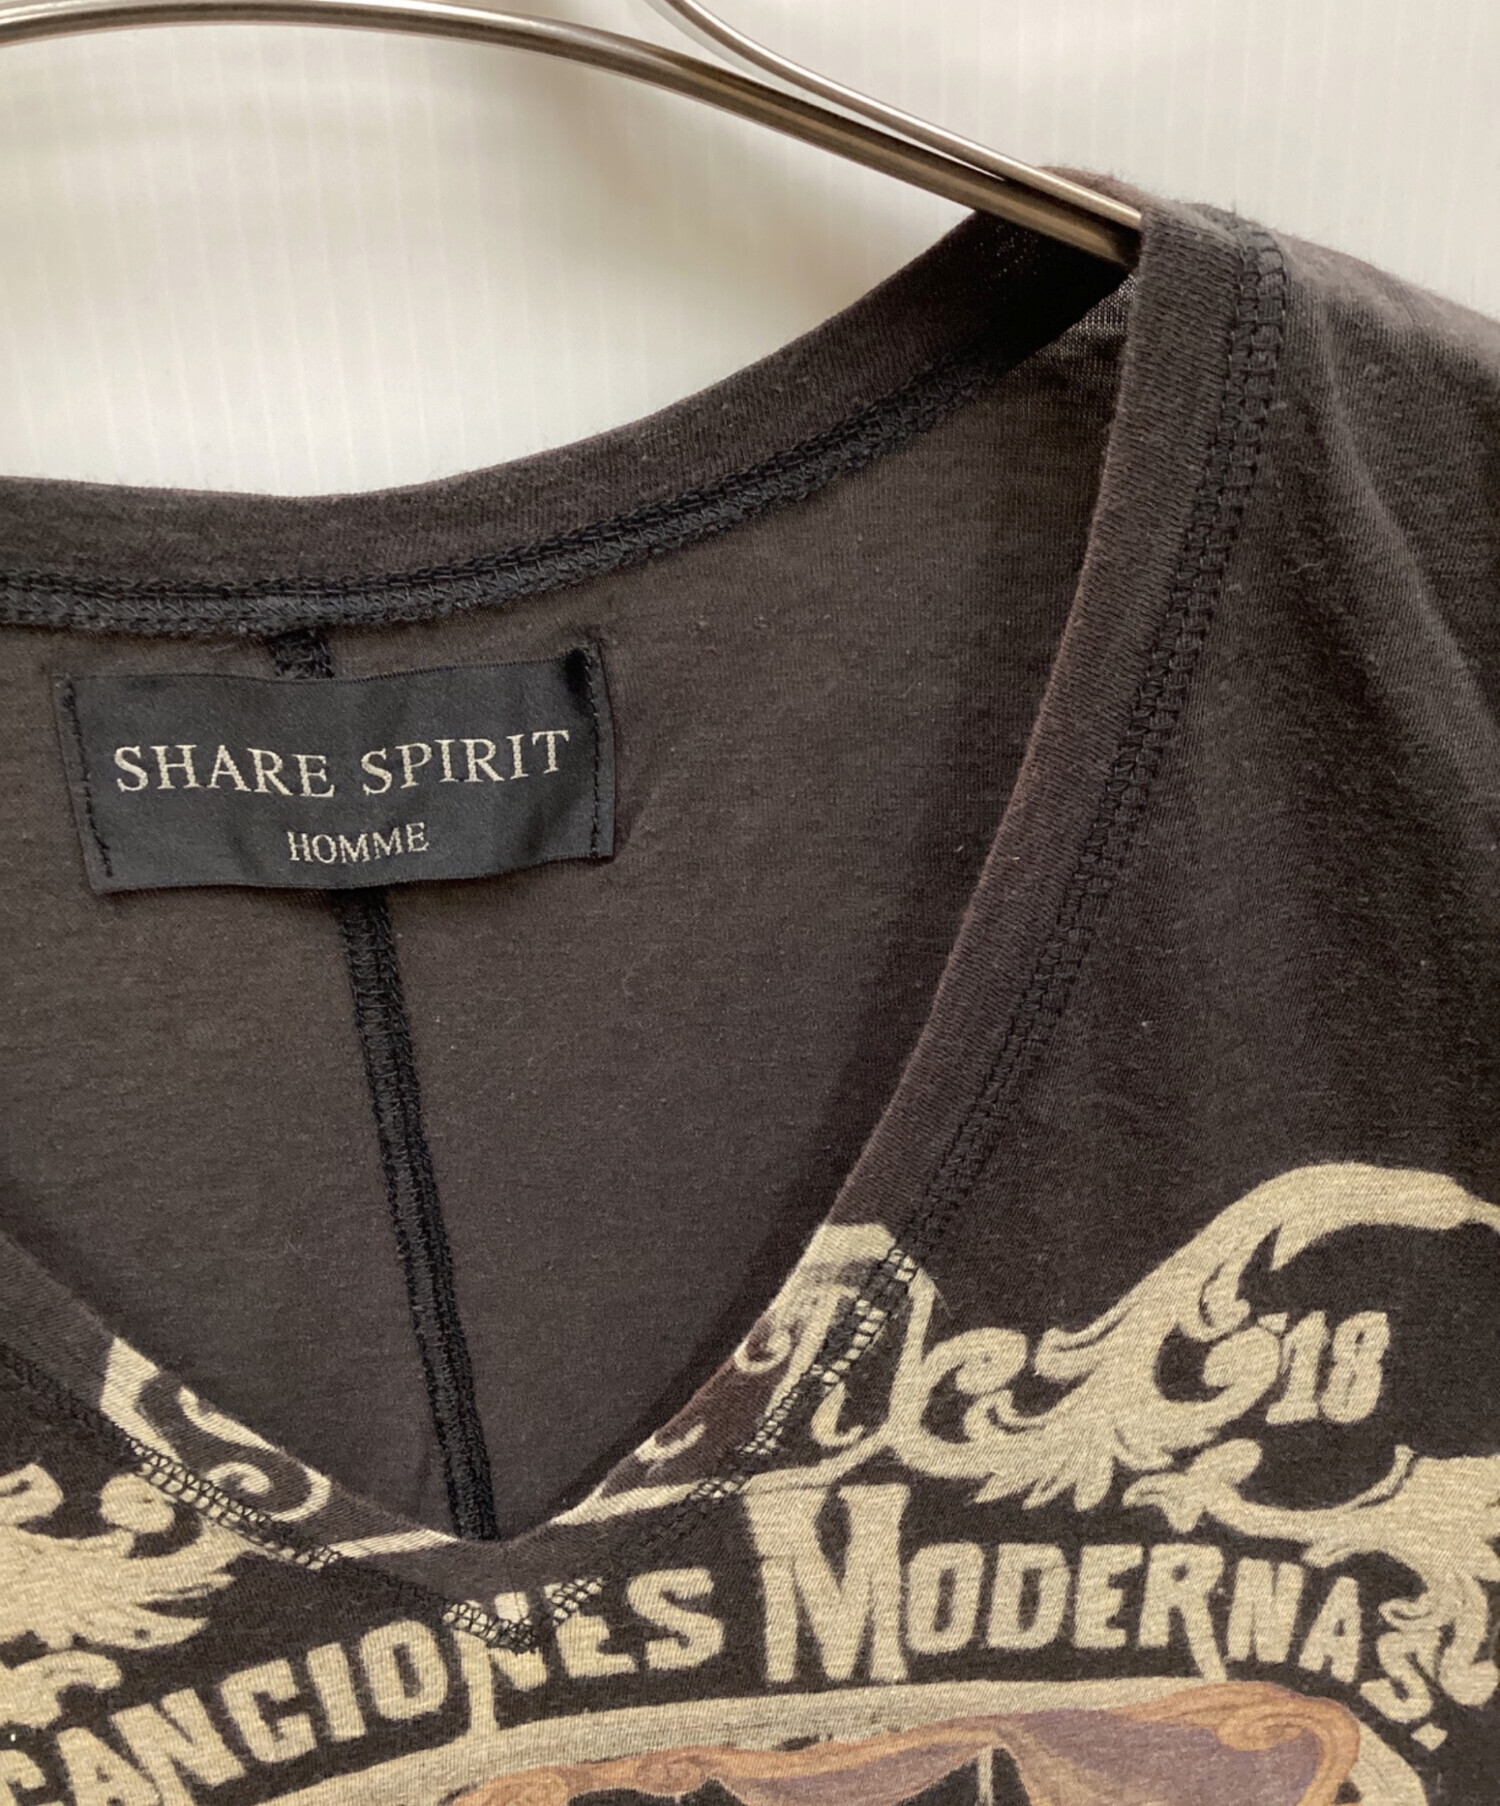 SHARE SPIRIT
HOMME
18
CANCIONES MODERNAS.